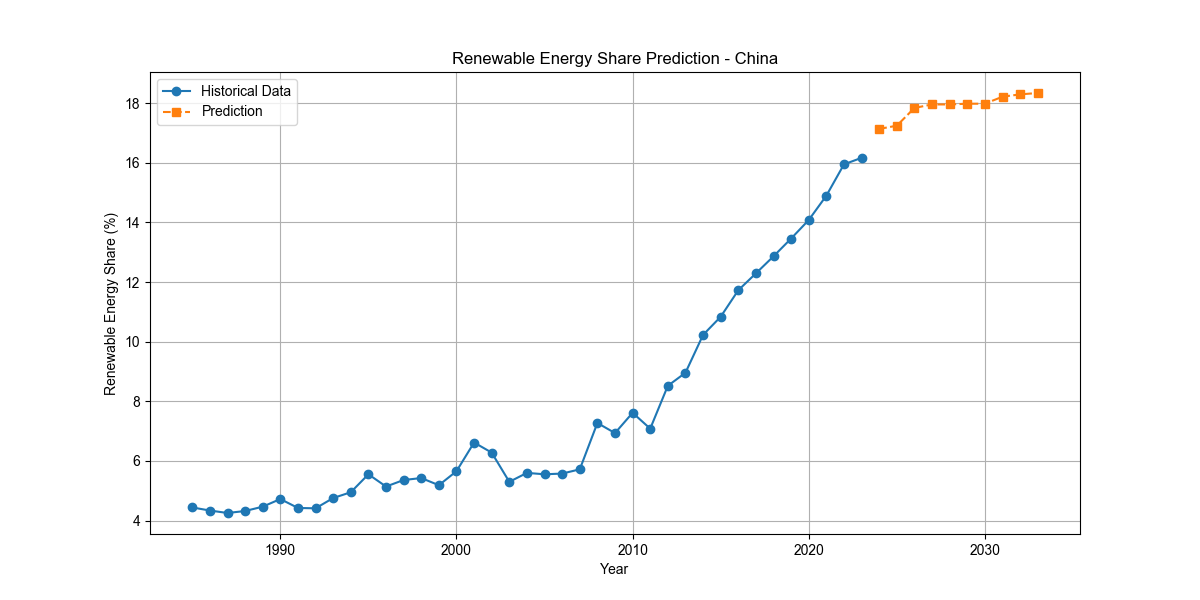 Renewable Energy Share Prediction - China
Historical Data
Prediction
Renewable Energy Share (%)
18
16
14
12
10
8
6
4
1990 2000 2010 2020 2030
Year